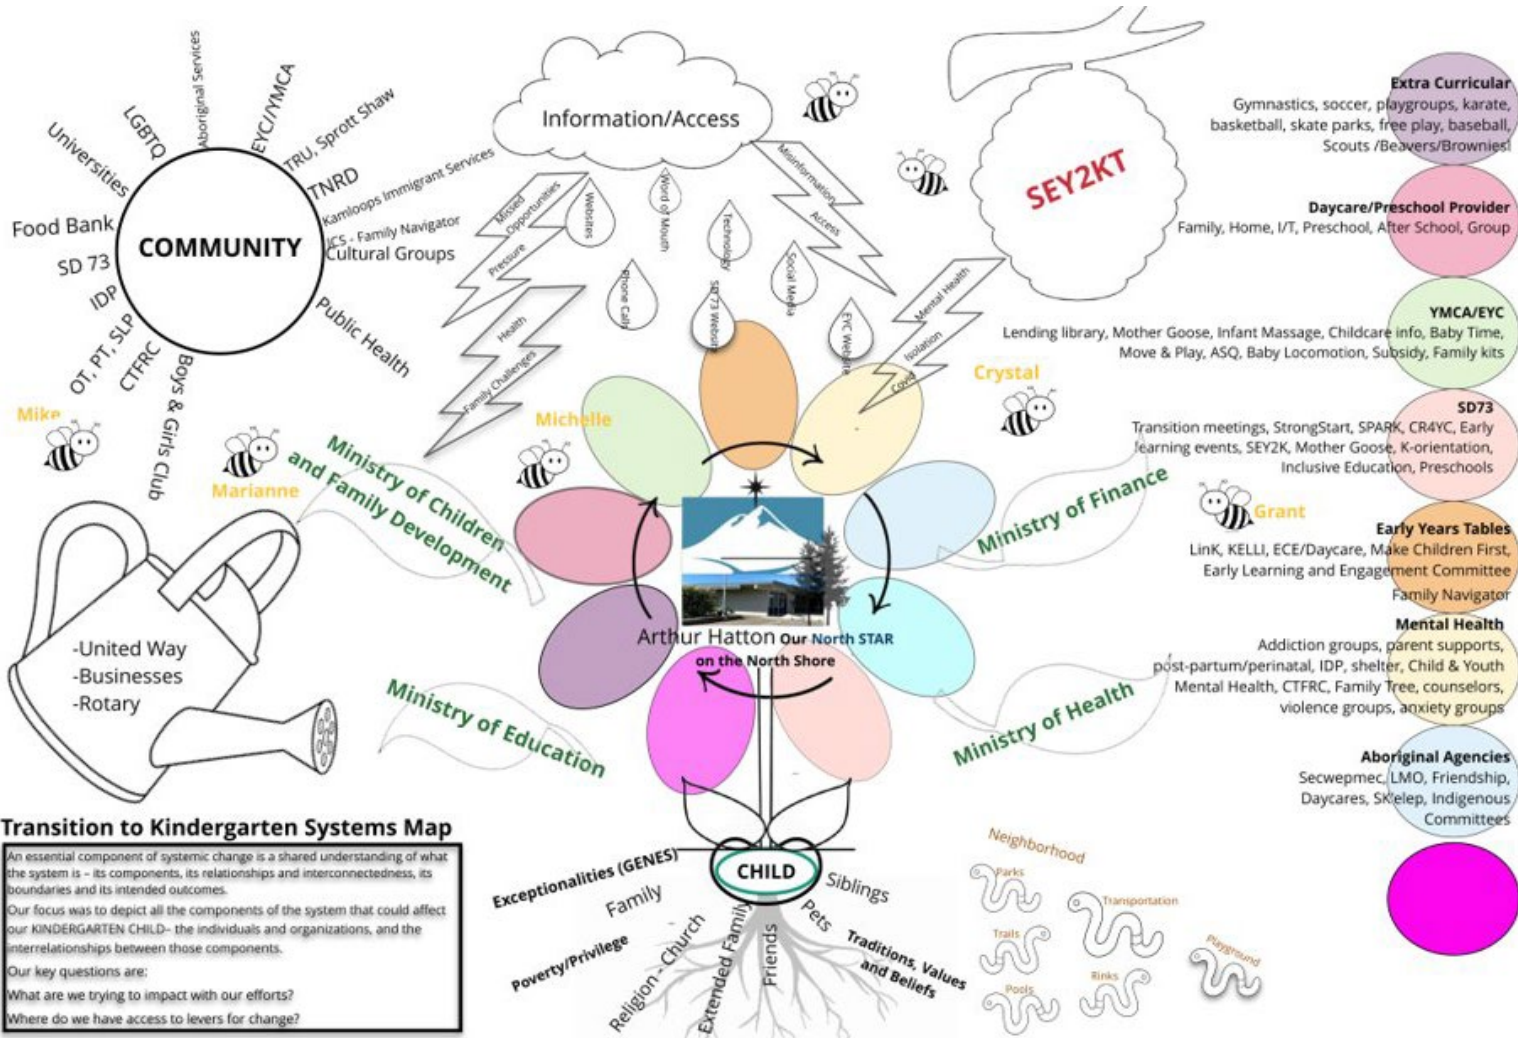 Aboriginal Services
EYC/YMCA
LGBTQ
TRU, Sprott Shaw
Universities
TNRD
Kamloops Immigrant Services
Food Bank
COMMUNITY
Family Navigator
Cultural Groups
SD 73
IDP
OT, PT, SLP
CTFRC
Boys & Girls Club
Public Health
Information/Access
Missed
Opportunities
Pressure
Health
Family Challenges
Websites
Word of Mouth
Technology
Phone Calls
SD 73 Website
Social Media
EYC Website
Misinformation
Access
Mental Health
Isolation
Covid
SEY2KT
Extra Curricular
Gymnastics, soccer, playgroups, karate,
basketball, skate parks, free play, baseball,
Scouts /Beavers/Brownies!
Daycare/Preschool Provider
Family, Home, I/T, Preschool, After School, Group
YMCA/EYC
Lending library, Mother Goose, Infant Massage, Childcare info, Baby Time,
Move & Play, ASQ, Baby Locomotion, Subsidy, Family kits
SD73
Transition meetings, StrongStart, SPARK, CR4YC, Early
learning events, SEY2K, Mother Goose, K-orientation,
Inclusive Education, Preschools
Early Years Tables
LinK, KELLI, ECE/Daycare, Make Children First,
Early Learning and Engagement Committee
Family Navigator
Mental Health
Addiction groups, parent supports,
post-partum/perinatal, IDP, shelter, Child & Youth
Mental Health, CTFRC, Family Tree, counselors,
violence groups, anxiety groups
Aboriginal Agencies
Secwepmec, LMO, Friendship,
Daycares, SK'elep, Indigenous
Committees
Mike
Marianne
Michelle
Crystal
Grant
Ministry of Children
and Family Development
Ministry of Finance
Ministry of Education
Ministry of Health
Arthur Hatton Our North STAR
on the North Shore
-United Way
-Businesses
-Rotary
Transition to Kindergarten Systems Map
An essential component of systemic change is a shared understanding of what
the system is – its components, its relationships and interconnectedness, its
boundaries and its intended outcomes.
Our focus was to depict all the components of the system that could affect
our KINDERGARTEN CHILD– the individuals and organizations, and the
interrelationships between those components.
Our key questions are:
What are we trying to impact with our efforts?
Where do we have access to levers for change?
CHILD
Exceptionalities (GENES)
Family
Poverty/Privilege
Religion - Church
Extended Family
Friends
Pets
Siblings
Traditions, Values
and Beliefs
Neighborhood
Parks
Transportation
Trails
Playground
Pools
Rinks